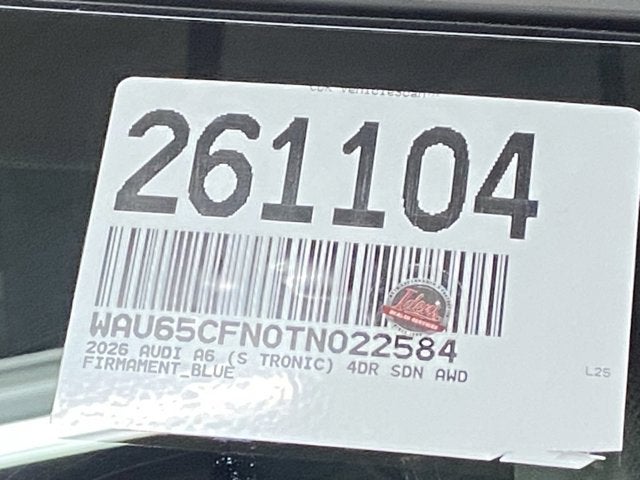 261104
WAU65CFN0TN022584
2026 AUDI A6 (S TRONIC) 4DR SDN AWD
FIRMAMENT_BLUE
L25